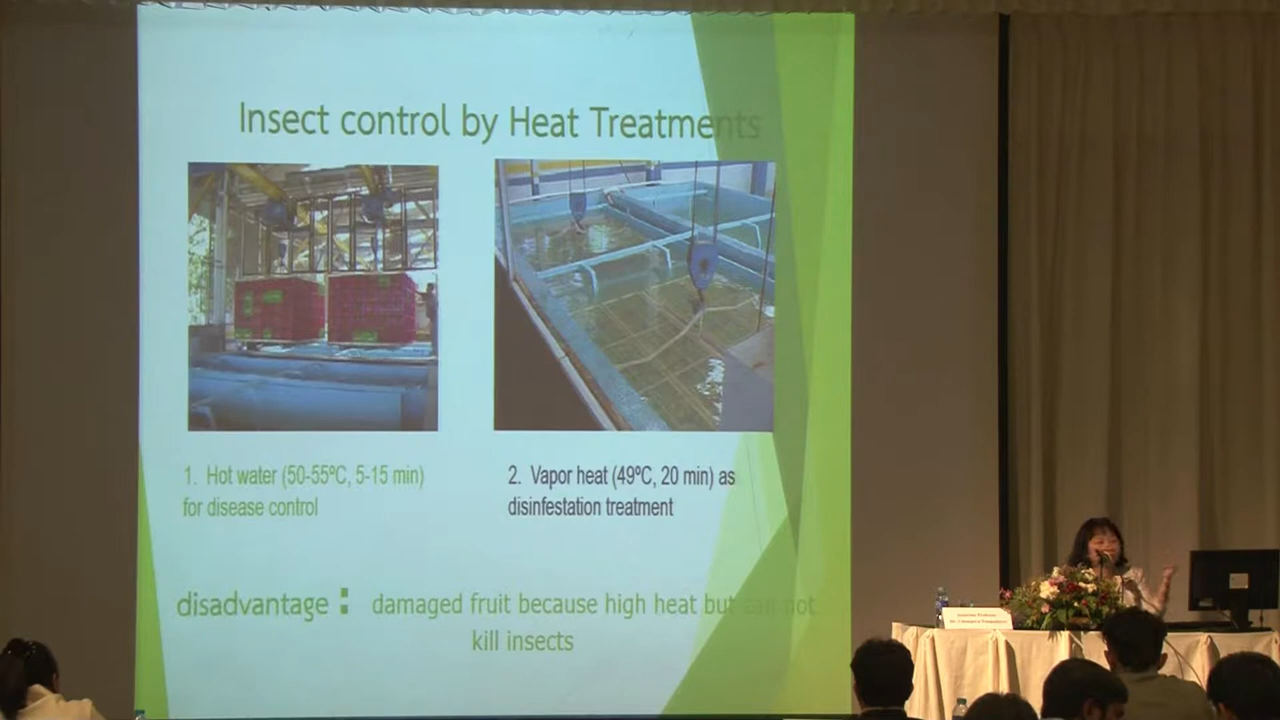 Insect control by Heat Treatments
1. Hot water (50-55ºC, 5-15 min)
for disease control
2. Vapor heat (49ºC, 20 min) as
disinfestation treatment
disadvantage : damaged fruit because high heat but can not
kill insects